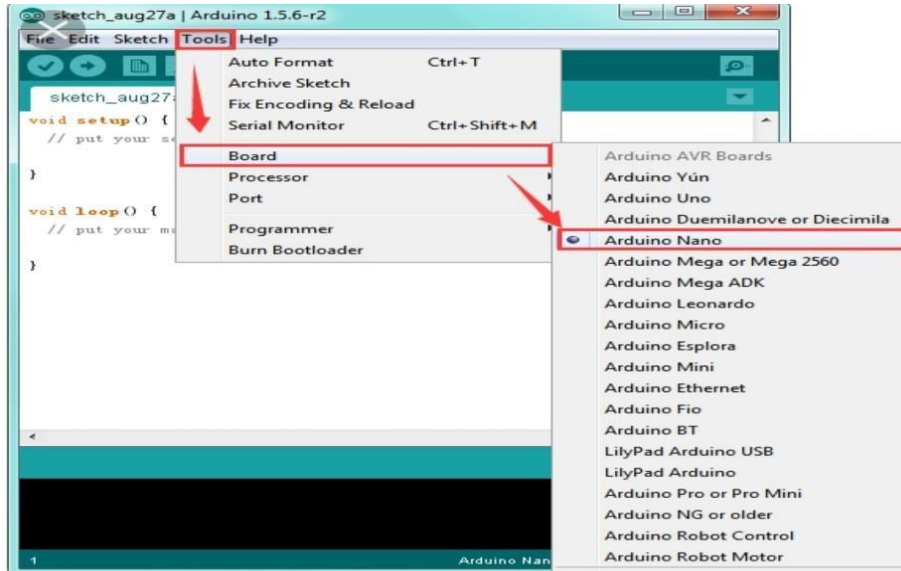 sketch_aug27a | Arduino 1.5.6-r2
File Edit Sketch Tools Help
sketch_aug27a
void setup() {
// put your se
}
void loop() {
// put your ma
}
Auto Format Ctrl+T
Archive Sketch
Fix Encoding & Reload
Serial Monitor Ctrl+Shift+M
Board
Processor
Port
Programmer
Burn Bootloader
Arduino AVR Boards
Arduino Yún
Arduino Uno
Arduino Duemilanove or Diecimila
Arduino Nano
Arduino Mega or Mega 2560
Arduino Mega ADK
Arduino Leonardo
Arduino Micro
Arduino Esplora
Arduino Mini
Arduino Ethernet
Arduino Fio
Arduino BT
LilyPad Arduino USB
LilyPad Arduino
Arduino Pro or Pro Mini
Arduino NG or older
Arduino Robot Control
Arduino Robot Motor
1 Arduino Nan